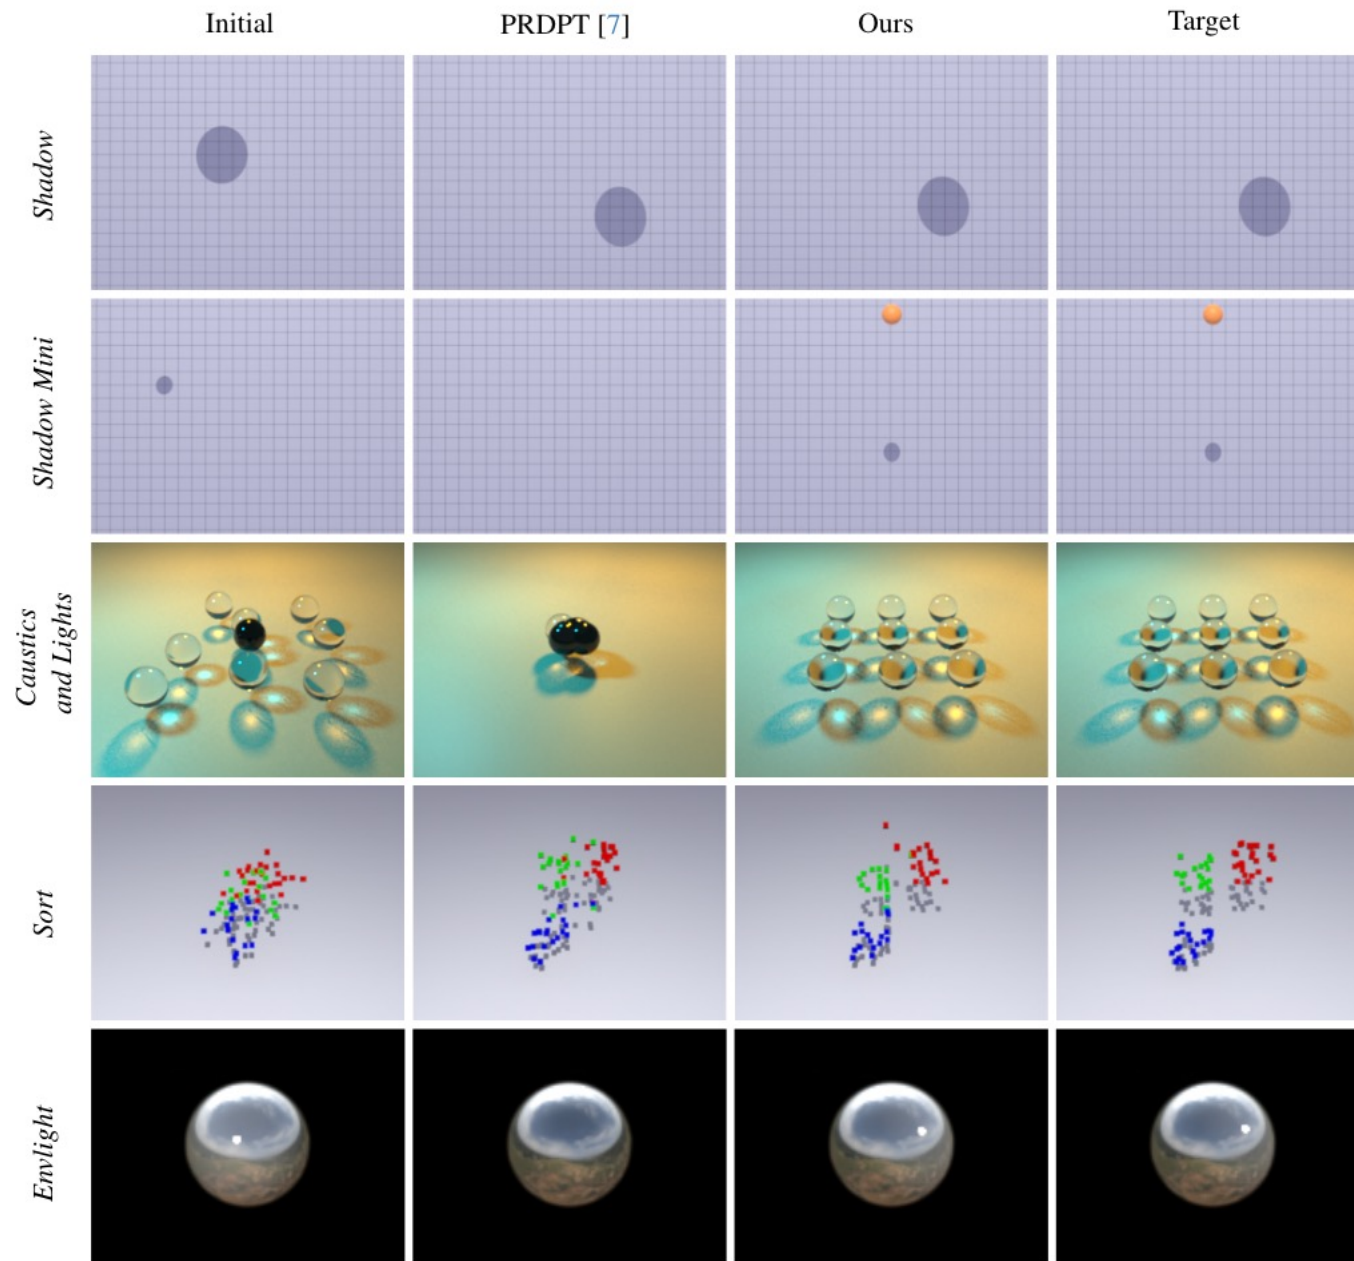 Initial
PRDPT [7]
Ours
Target
Shadow
Shadow Mini
Caustics
and Lights
Sort
Envlight